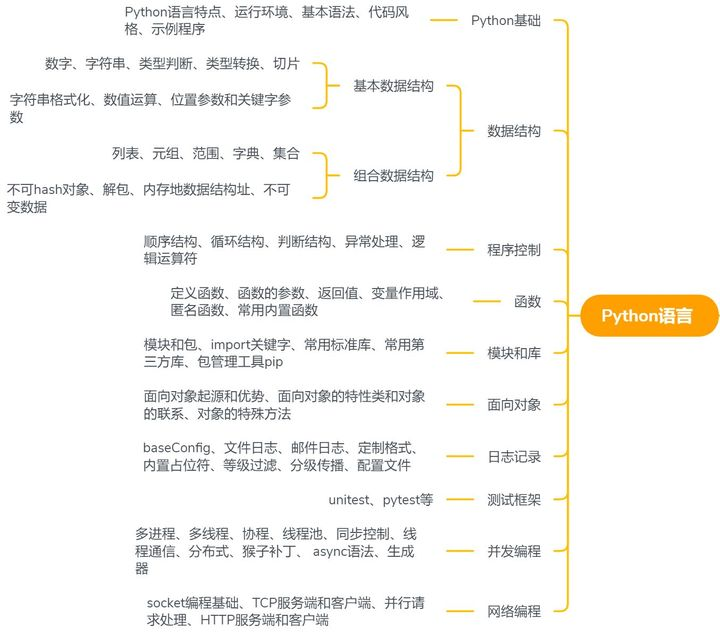 Python语言特点、运行环境、基本语法、代码风
格、示例程序
Python基础
数字、字符串、类型判断、类型转换、切片
基本数据结构
字符串格式化、数值运算、位置参数和关键字参
数
数据结构
列表、元组、范围、字典、集合
组合数据结构
不可hash对象、解包、内存地数据结构址、不可
变数据
顺序结构、循环结构、判断结构、异常处理、逻
辑运算符
程序控制
定义函数、函数的参数、返回值、变量作用域、
匿名函数、常用内置函数
函数
Python语言
模块和包、import关键字、常用标准库、常用第
三方库、包管理工具pip
模块和库
面向对象起源和优势、面向对象的特性类和对象
的联系、对象的特殊方法
面向对象
baseConfig、文件日志、邮件日志、定制格式、
内置占位符、等级过滤、分级传播、配置文件
日志记录
unitest、pytest等
测试框架
多进程、多线程、协程、线程池、同步控制、线
程通信、分布式、猴子补丁、 async语法、生成
器
并发编程
socket编程基础、TCP服务端和客户端、并行请
求处理、HTTP服务端和客户端
网络编程